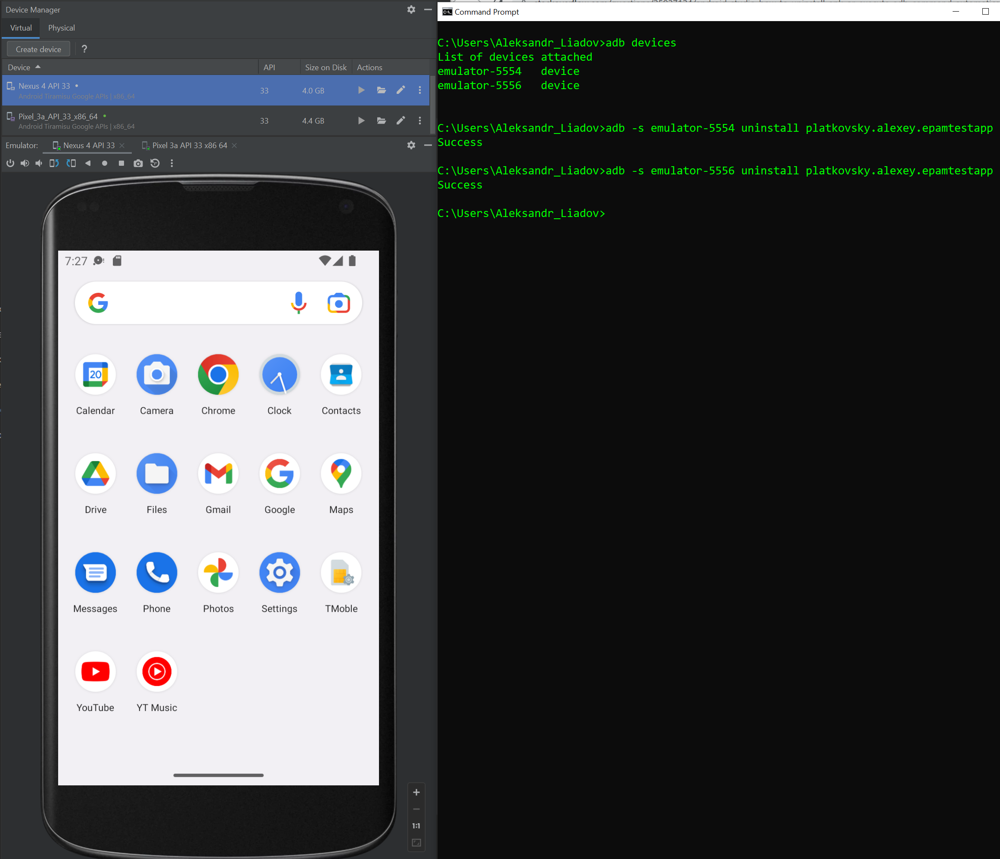 Device Manager
Virtual Physical
Create device ?
Device API Size on Disk Actions
Nexus 4 API 33
Android Tiramisu Google APIs | x86_64
33 4.0 GB
Pixel_3a_API_33_x86_64
Android Tiramisu Google APIs | x86_64
33 4.4 GB
Emulator: Nexus 4 API 33 Pixel 3a API 33 x86 64
7:27
20
Calendar Camera Chrome Clock Contacts
Drive Files Gmail Google Maps
Messages Phone Photos Settings TMoble
YouTube YT Music
1:1
Command Prompt
C:\Users\Aleksandr_Liadov>adb devices
List of devices attached
emulator-5554 device
emulator-5556 device
C:\Users\Aleksandr_Liadov>adb -s emulator-5554 uninstall platkovsky.alexey.epamtestapp
Success
C:\Users\Aleksandr_Liadov>adb -s emulator-5556 uninstall platkovsky.alexey.epamtestapp
Success
C:\Users\Aleksandr_Liadov>